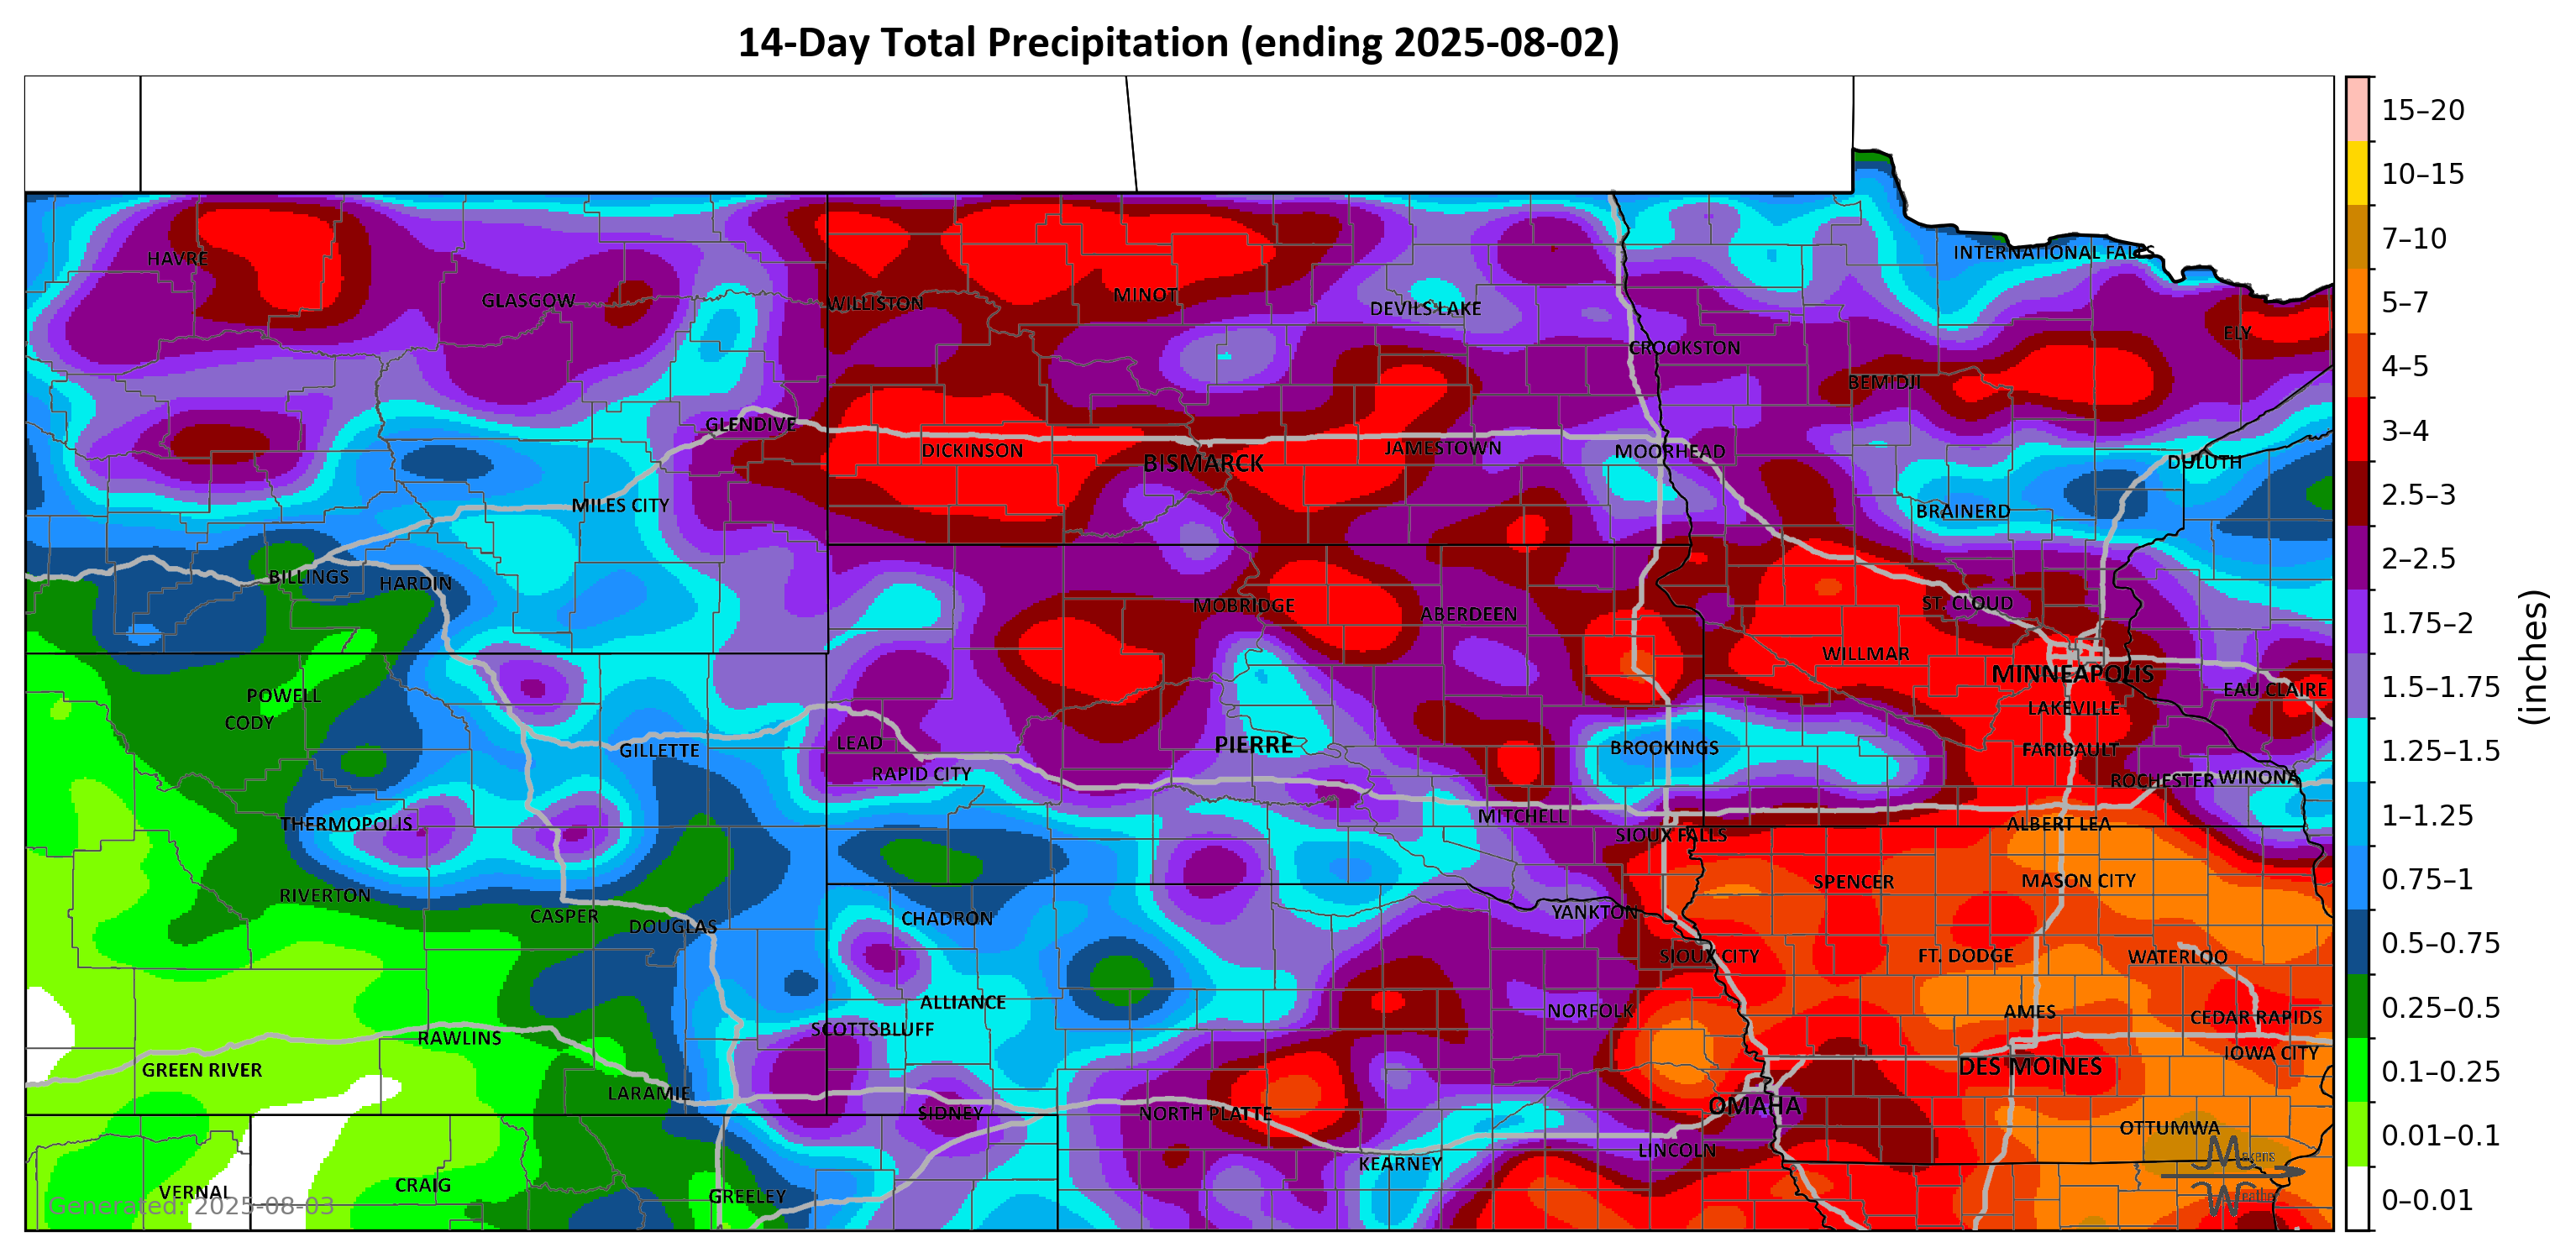 14-Day Total Precipitation (ending 2025-08-02)
15–20
10–15
7–10
5–7
4–5
3–4
2.5–3
2–2.5
1.75–2
1.5–1.75
1.25–1.5
1–1.25
0.75–1
0.5–0.75
0.25–0.5
0.1–0.25
0.01–0.1
0–0.01
(inches)
INTERNATIONAL FALLS
HAVRE
GLASGOW
WILLISTON
MINOT
DEVILS LAKE
ELY
CROOKSTON
BEMIDJI
GLENDIVE
DICKINSON
BISMARCK
JAMESTOWN
MOORHEAD
DULUTH
MILES CITY
BRAINERD
BILLINGS
HARDIN
MOBRIDGE
ABERDEEN
ST. CLOUD
WILLMAR
MINNEAPOLIS
POWELL
CODY
EAU CLAIRE
LAKEVILLE
GILLETTE
LEAD
PIERRE
BROOKINGS
FARIBAULT
RAPID CITY
ROCHESTER
WINONA
THERMOPOLIS
MITCHELL
SIOUX FALLS
ALBERT LEA
RIVERTON
SPENCER
MASON CITY
CASPER
DOUGLAS
CHADRON
YANKTON
SIOUX CITY
FT. DODGE
WATERLOO
ALLIANCE
NORFOLK
AMES
CEDAR RAPIDS
SCOTTSBLUFF
RAWLINS
IOWA CITY
GREEN RIVER
DES MOINES
LARAMIE
SIDNEY
NORTH PLATTE
OMAHA
OTTUMWA
LINCOLN
KEARNEY
VERNAL
CRAIG
GREELEY
Makens
Weather
Generated: 2025-08-03